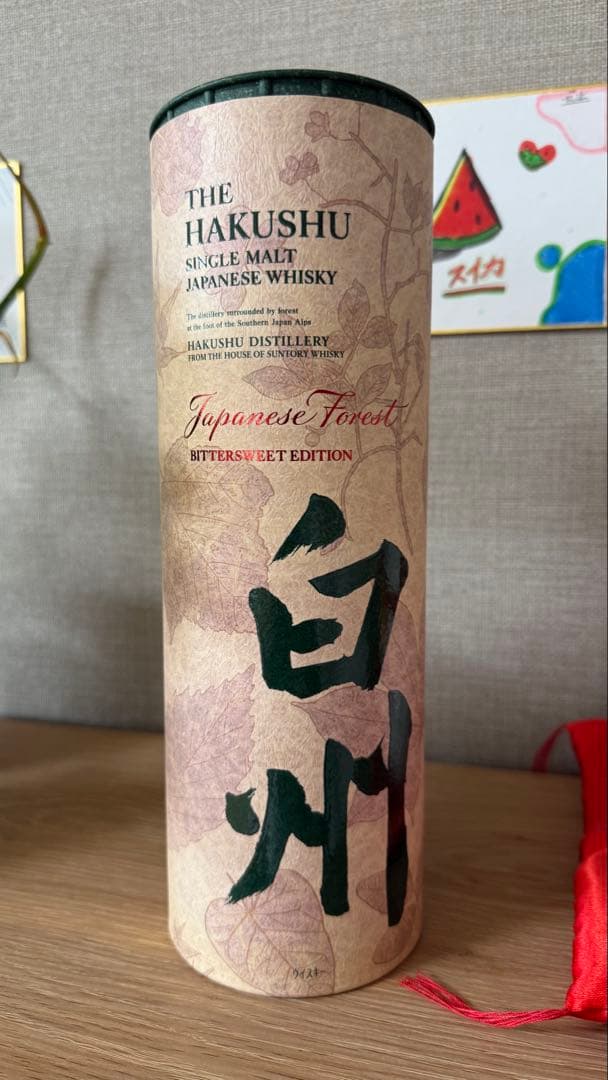 THE
HAKUSHU
SINGLE MALT
JAPANESE WHISKY
The distillery surrounded by forest
at the foot of the Southern Japan Alps
HAKUSHU DISTILLERY
FROM THE HOUSE OF SUNTORY WHISKY
Japanese Forest
BITTERSWEET EDITION
白
州
ウイスキー
スイカ